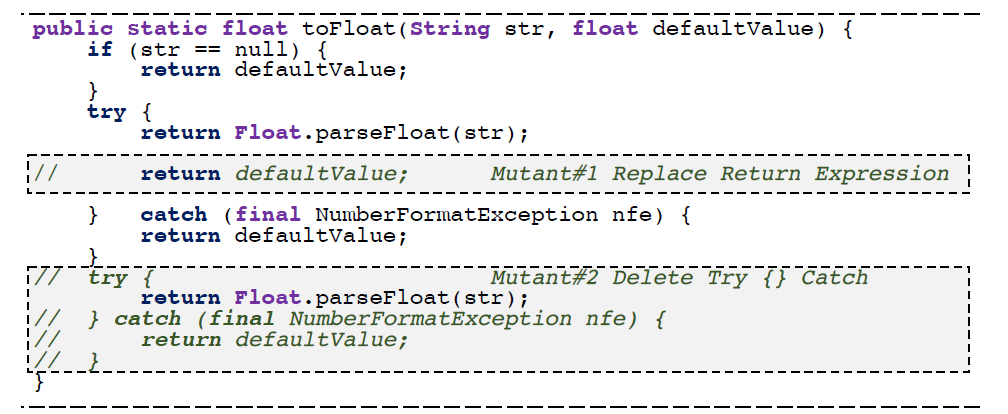 public static float toFloat(String str, float defaultValue) {
    if (str == null) {
        return defaultValue;
    }
    try {
        return Float.parseFloat(str);
//      return defaultValue;      Mutant#1 Replace Return Expression
    }   catch (final NumberFormatException nfe) {
        return defaultValue;
    }
//  try {                         Mutant#2 Delete Try {} Catch
        return Float.parseFloat(str);
//  } catch (final NumberFormatException nfe) {
//      return defaultValue;
//  }
}